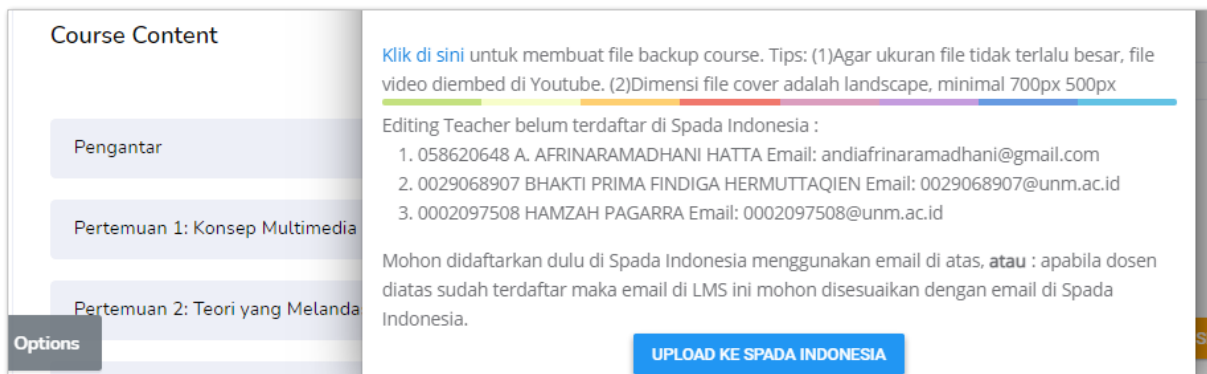 Course Content
Pengantar
Pertemuan 1: Konsep Multimedia
Pertemuan 2: Teori yang Melanda
Options
Klik di sini untuk membuat file backup course. Tips: (1)Agar ukuran file tidak terlalu besar, file
video diembed di Youtube. (2)Dimensi file cover adalah landscape, minimal 700px 500px
Editing Teacher belum terdaftar di Spada Indonesia :
1. 058620648 A. AFRINARAMADHANI HATTA Email: andiafrinaramadhani@gmail.com
2. 0029068907 BHAKTI PRIMA FINDIGA HERMUTTAQIEN Email: 0029068907@unm.ac.id
3. 0002097508 HAMZAH PAGARRA Email: 0002097508@unm.ac.id
Mohon didaftarkan dulu di Spada Indonesia menggunakan email di atas, atau : apabila dosen
diatas sudah terdaftar maka email di LMS ini mohon disesuaikan dengan email di Spada
Indonesia.
UPLOAD KE SPADA INDONESIA